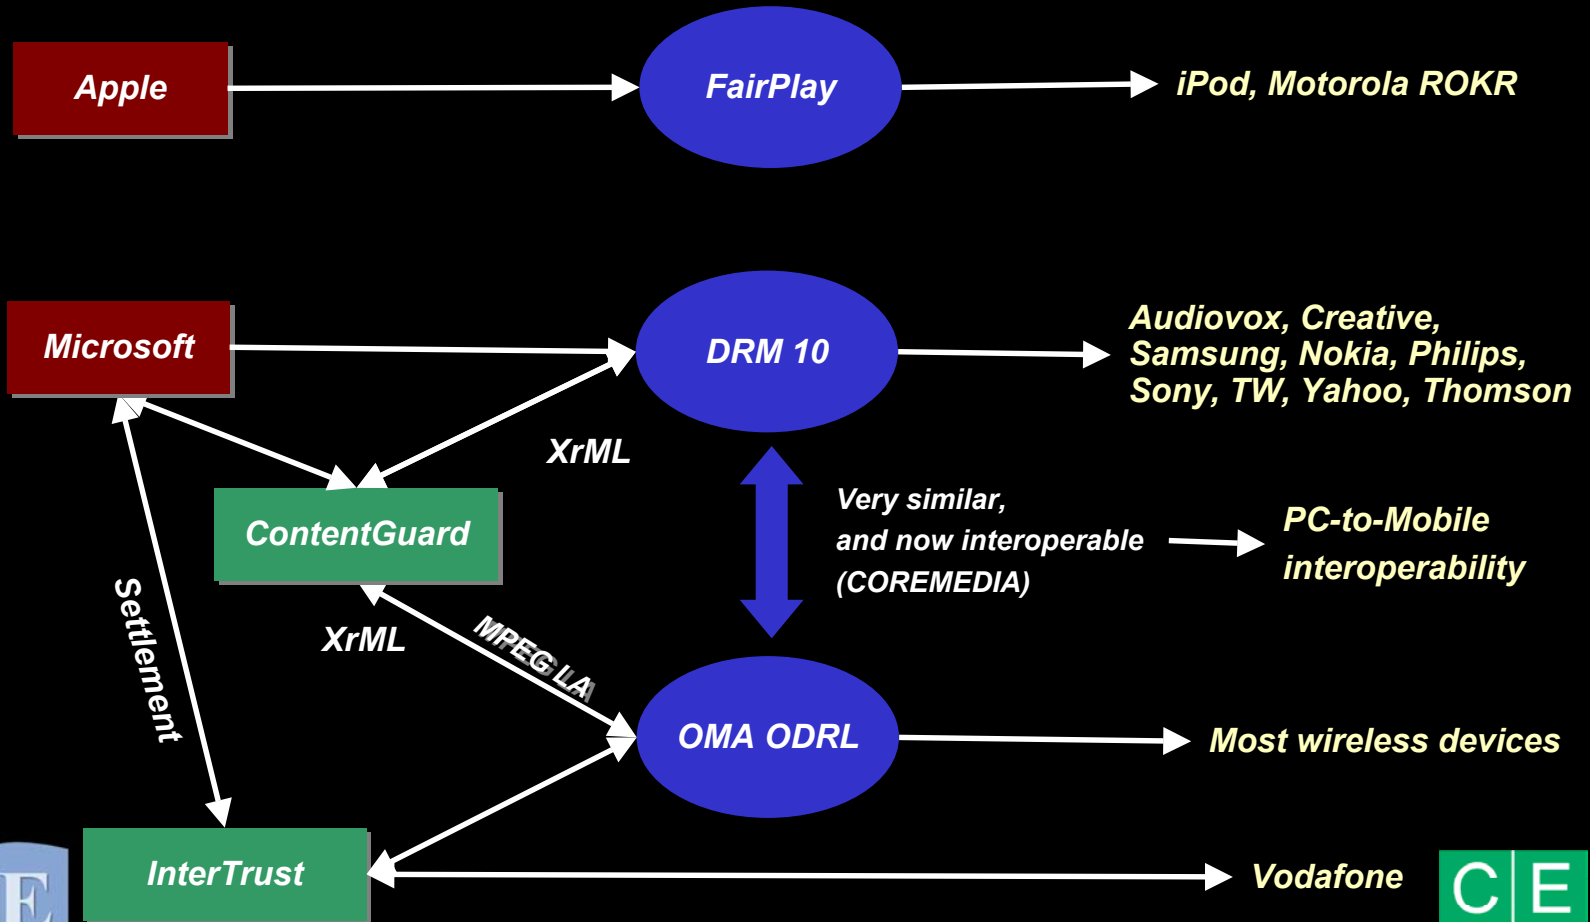 Apple
FairPlay
iPod, Motorola ROKR
Microsoft
DRM 10
Audiovox, Creative,
Samsung, Nokia, Philips,
Sony, TW, Yahoo, Thomson
XrML
ContentGuard
Very similar,
and now interoperable
(COREMEDIA)
PC-to-Mobile
interoperability
Settlement
XrML
MPEG LA
OMA ODRL
Most wireless devices
InterTrust
Vodafone
E
C|E